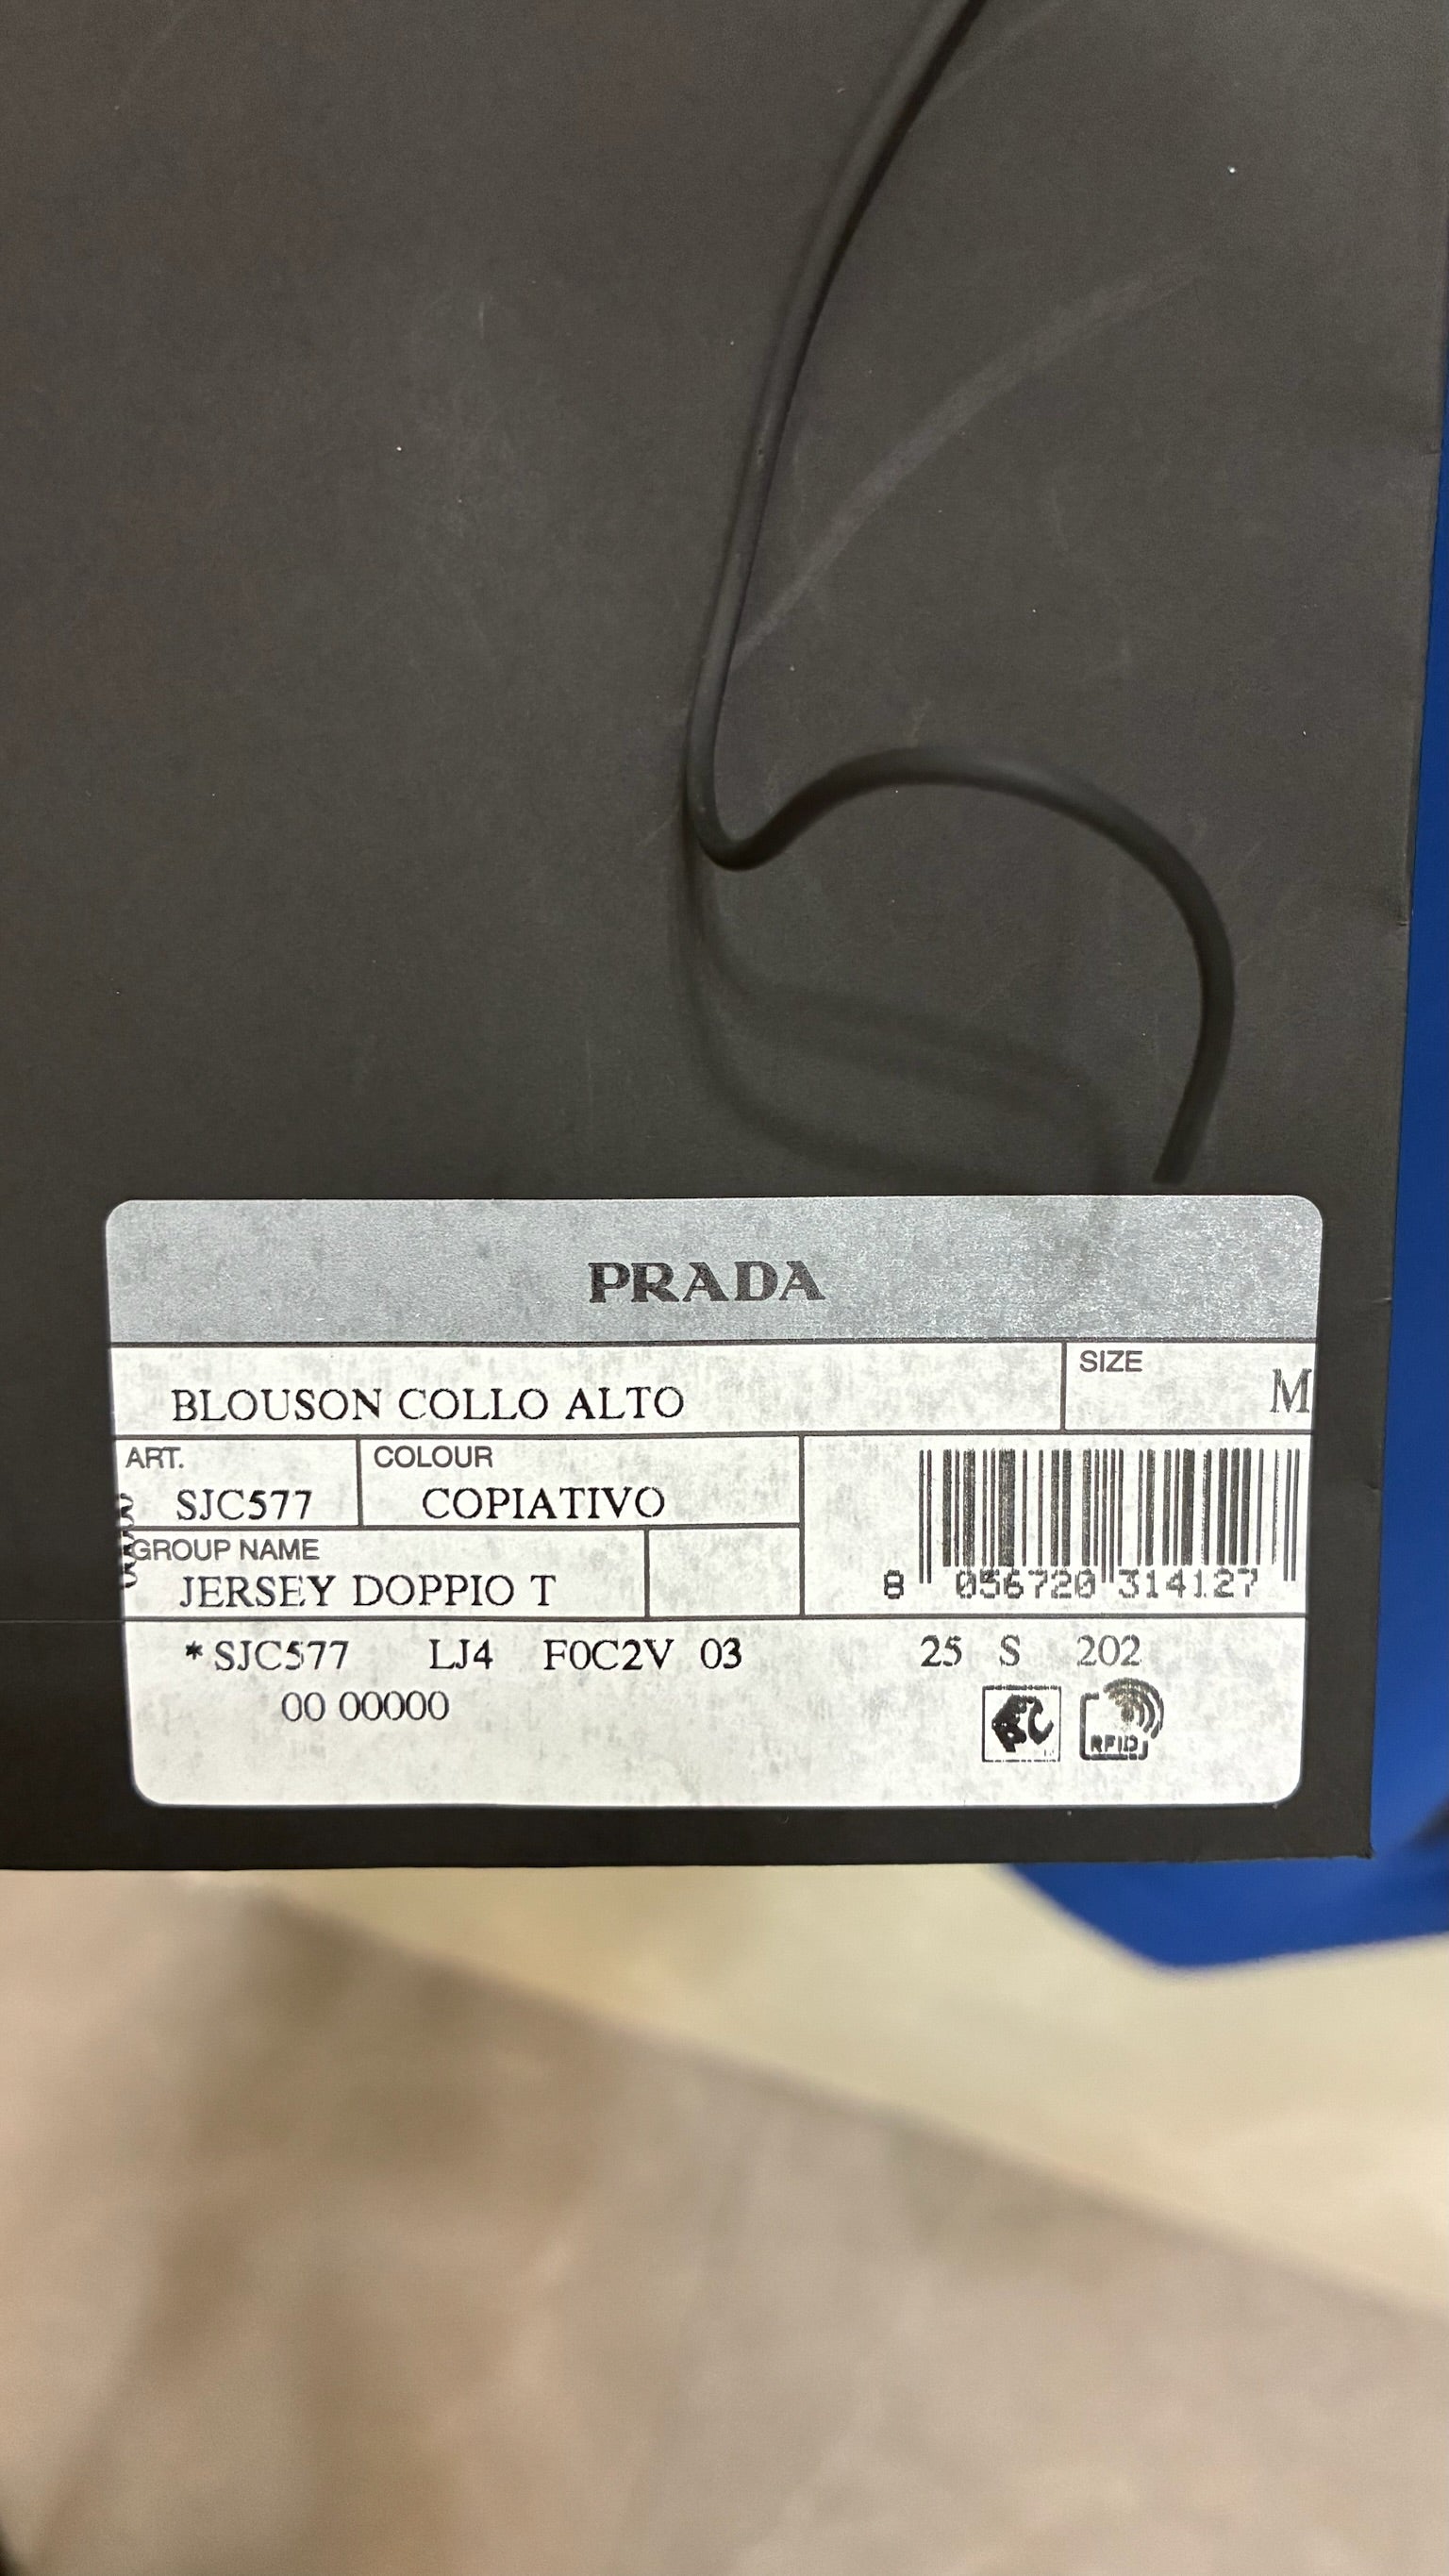 PRADA
BLOUSON COLLO ALTO
SIZE
M
ART.
SJC577
COLOUR
COPIATIVO
GROUP NAME
JERSEY DOPPIO T
8 056720 314127
* SJC577 LJ4 F0C2V 03 25 S 202
00 00000
RFID